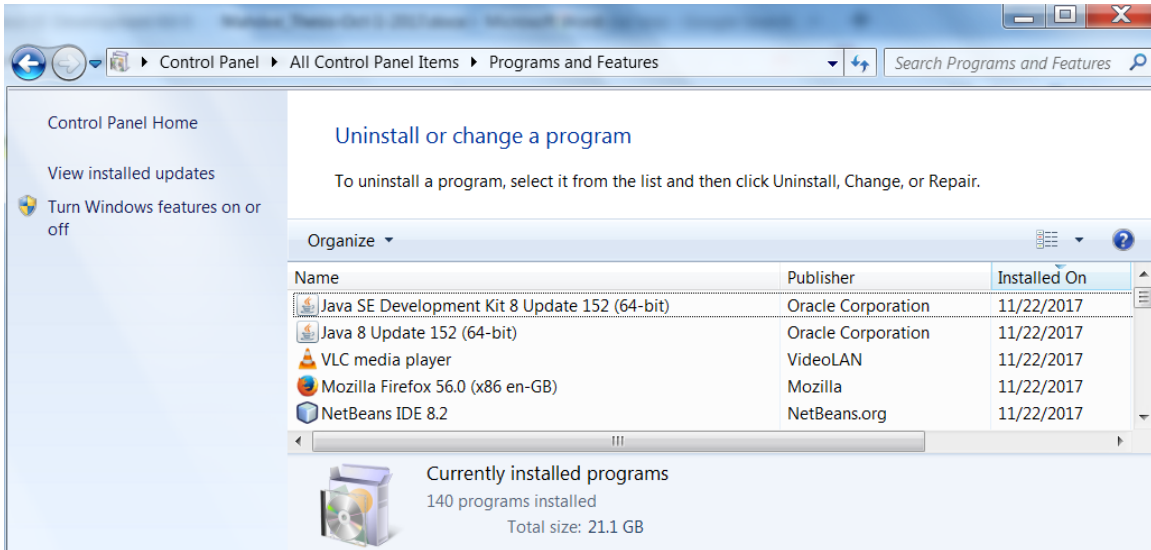 Control Panel ▸ All Control Panel Items ▸ Programs and Features
Search Programs and Features
Control Panel Home
View installed updates
Turn Windows features on or
off
Uninstall or change a program
To uninstall a program, select it from the list and then click Uninstall, Change, or Repair.
Organize
Name Publisher Installed On
Java SE Development Kit 8 Update 152 (64-bit) Oracle Corporation 11/22/2017
Java 8 Update 152 (64-bit) Oracle Corporation 11/22/2017
VLC media player VideoLAN 11/22/2017
Mozilla Firefox 56.0 (x86 en-GB) Mozilla 11/22/2017
NetBeans IDE 8.2 NetBeans.org 11/22/2017
Currently installed programs
140 programs installed
Total size: 21.1 GB